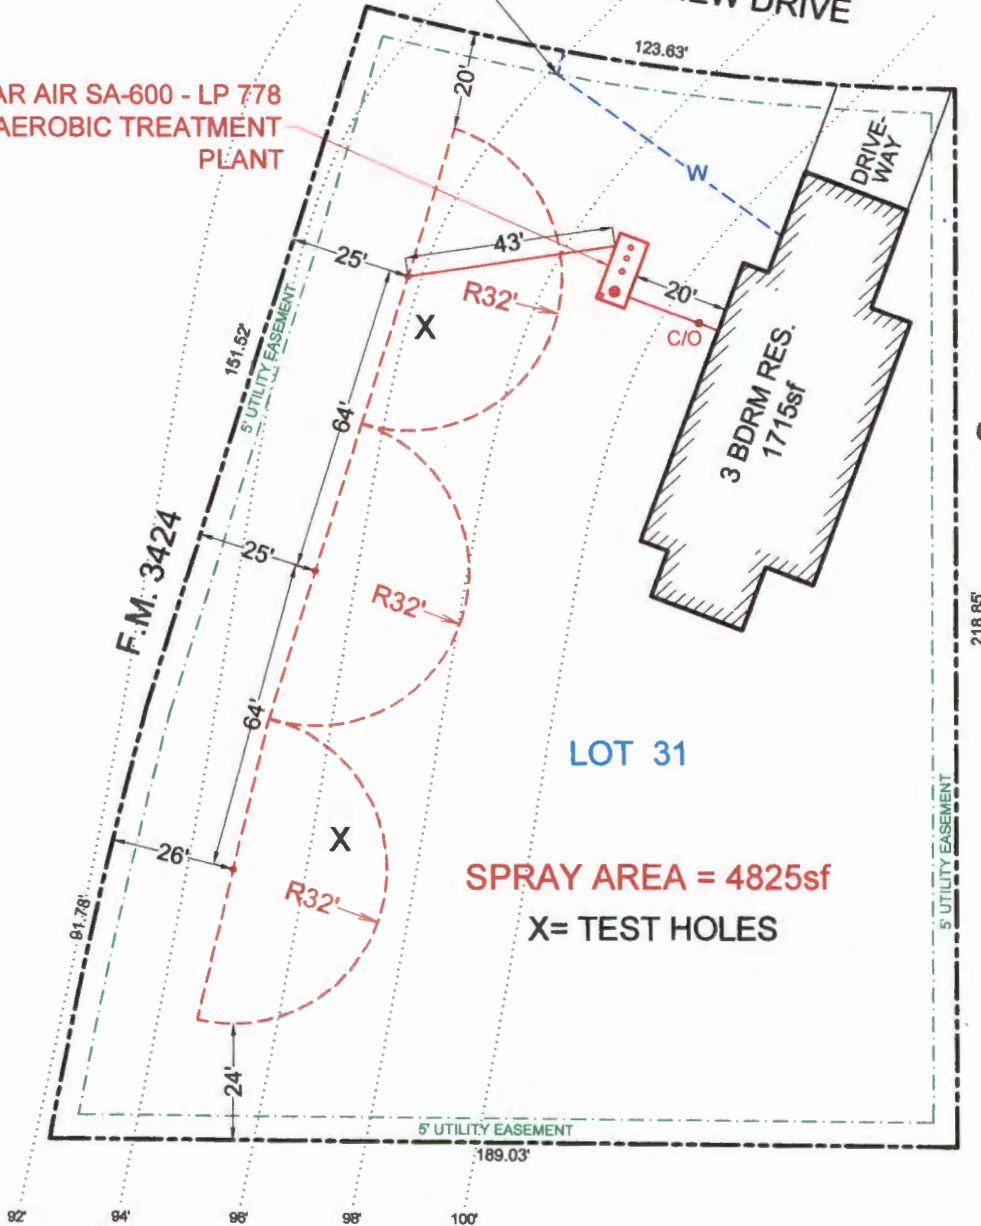 DRIVE
123.63'
20'
AIR SA-600 - LP 778
AEROBIC TREATMENT
PLANT
DRIVE-
WAY
W
43'
25'
20'
R32'
X
C/O
5' UTILITY EASEMENT
151.52'
3 BDRM RES.
1715sf
64'
F.M. 3424
25'
R32'
218.85'
64'
LOT 31
X
26'
R32'
SPRAY AREA = 4825sf
X= TEST HOLES
91.78'
5' UTILITY EASEMENT
24'
5' UTILITY EASEMENT
189.03'
92'
94'
96'
98'
100'